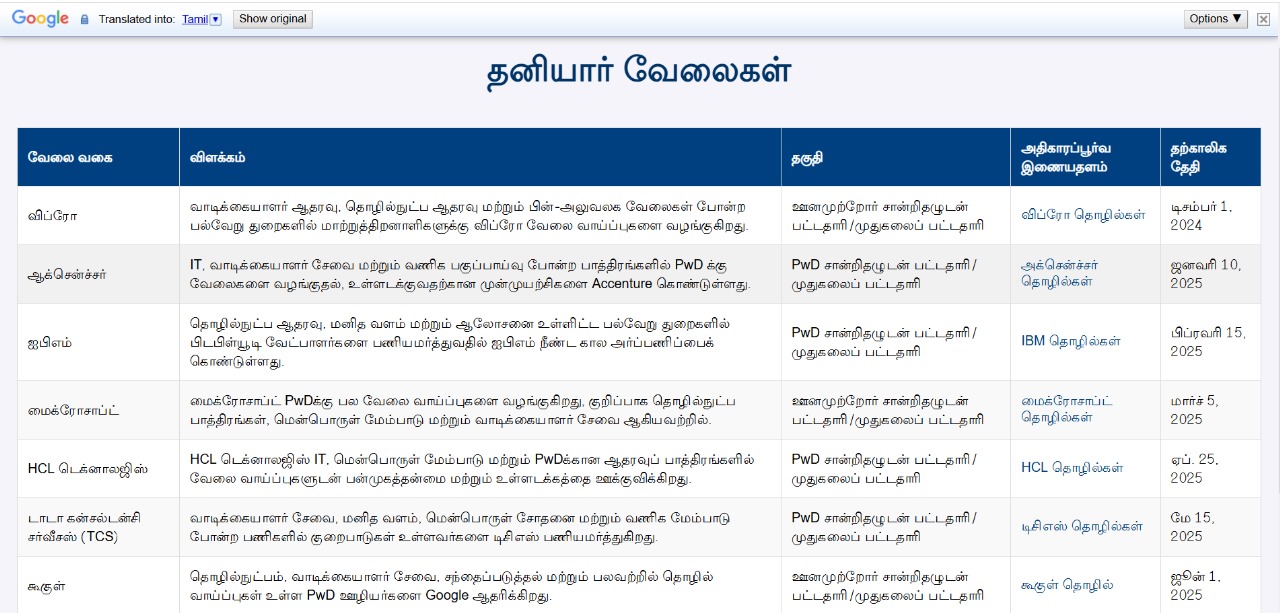 Google Translated into: Tamil Show original Options ▼
தனியார் வேலைகள்
வேலை வகை
விளக்கம்
தகுதி
அதிகாரப்பூர்வ
இணையதளம்
தற்காலிக
தேதி
விப்ரோ
வாடிக்கையாளர் ஆதரவு, தொழில்நுட்ப ஆதரவு மற்றும் பின்-அலுவலக வேலைகள் போன்ற
பல்வேறு துறைகளில் மாற்றுத்திறனாளிகளுக்கு விப்ரோ வேலை வாய்ப்புகளை வழங்குகிறது.
ஊனமுற்றோர் சான்றிதழுடன்
பட்டதாரி/முதுகலைப் பட்டதாரி
விப்ரோ தொழில்கள்
டிசம்பர் 1,
2024
ஆக்சென்ச்சர்
IT, வாடிக்கையாளர் சேவை மற்றும் வணிக பகுப்பாய்வு போன்ற பாத்திரங்களில் PwD க்கு
வேலைகளை வழங்குதல், உள்ளடக்குவதற்கான முன்முயற்சிகளை Accenture கொண்டுள்ளது.
PwD சான்றிதழுடன் பட்டதாரி/
முதுகலைப் பட்டதாரி
அக்சென்ச்சர்
தொழில்கள்
ஜனவரி 10,
2025
ஐபிஎம்
தொழில்நுட்ப ஆதரவு, மனித வளம் மற்றும் ஆலோசனை உள்ளிட்ட பல்வேறு துறைகளில்
பிடபிள்யூடி வேட்பாளர்களை பணியமர்த்துவதில் ஐபிஎம் நீண்ட கால அர்ப்பணிப்பைக்
கொண்டுள்ளது.
PwD சான்றிதழுடன் பட்டதாரி/
முதுகலைப் பட்டதாரி
IBM தொழில்கள்
பிப்ரவரி 15,
2025
மைக்ரோசாப்ட்
மைக்ரோசாப்ட் PwDக்கு பல வேலை வாய்ப்புகளை வழங்குகிறது, குறிப்பாக தொழில்நுட்ப
பாத்திரங்கள், மென்பொருள் மேம்பாடு மற்றும் வாடிக்கையாளர் சேவை ஆகியவற்றில்.
ஊனமுற்றோர் சான்றிதழுடன்
பட்டதாரி/முதுகலைப் பட்டதாரி
மைக்ரோசாப்ட்
தொழில்கள்
மார்ச் 5,
2025
HCL டெக்னாலஜிஸ்
HCL டெக்னாலஜிஸ் IT, மென்பொருள் மேம்பாடு மற்றும் PwDக்கான ஆதரவுப் பாத்திரங்களில்
வேலை வாய்ப்புகளுடன் பன்முகத்தன்மை மற்றும் உள்ளடக்கத்தை ஊக்குவிக்கிறது.
PwD சான்றிதழுடன் பட்டதாரி/
முதுகலைப் பட்டதாரி
HCL தொழில்கள்
ஏப். 25,
2025
டாடா கன்சல்டன்சி
சர்வீசஸ் (TCS)
வாடிக்கையாளர் சேவை, மனித வளம், மென்பொருள் சோதனை மற்றும் வணிக மேம்பாடு
போன்ற பணிகளில் குறைபாடுகள் உள்ளவர்களை டிசிஎஸ் பணியமர்த்துகிறது.
PwD சான்றிதழுடன் பட்டதாரி/
முதுகலைப் பட்டதாரி
டிசிஎஸ் தொழில்கள்
மே 15,
2025
கூகுள்
தொழில்நுட்பம், வாடிக்கையாளர் சேவை, சந்தைப்படுத்தல் மற்றும் பலவற்றில் தொழில்
வாய்ப்புகள் உள்ள PwD ஊழியர்களை Google ஆதரிக்கிறது.
ஊனமுற்றோர் சான்றிதழுடன்
பட்டதாரி/முதுகலைப் பட்டதாரி
கூகுள் தொழில்
ஜூன் 1,
2025